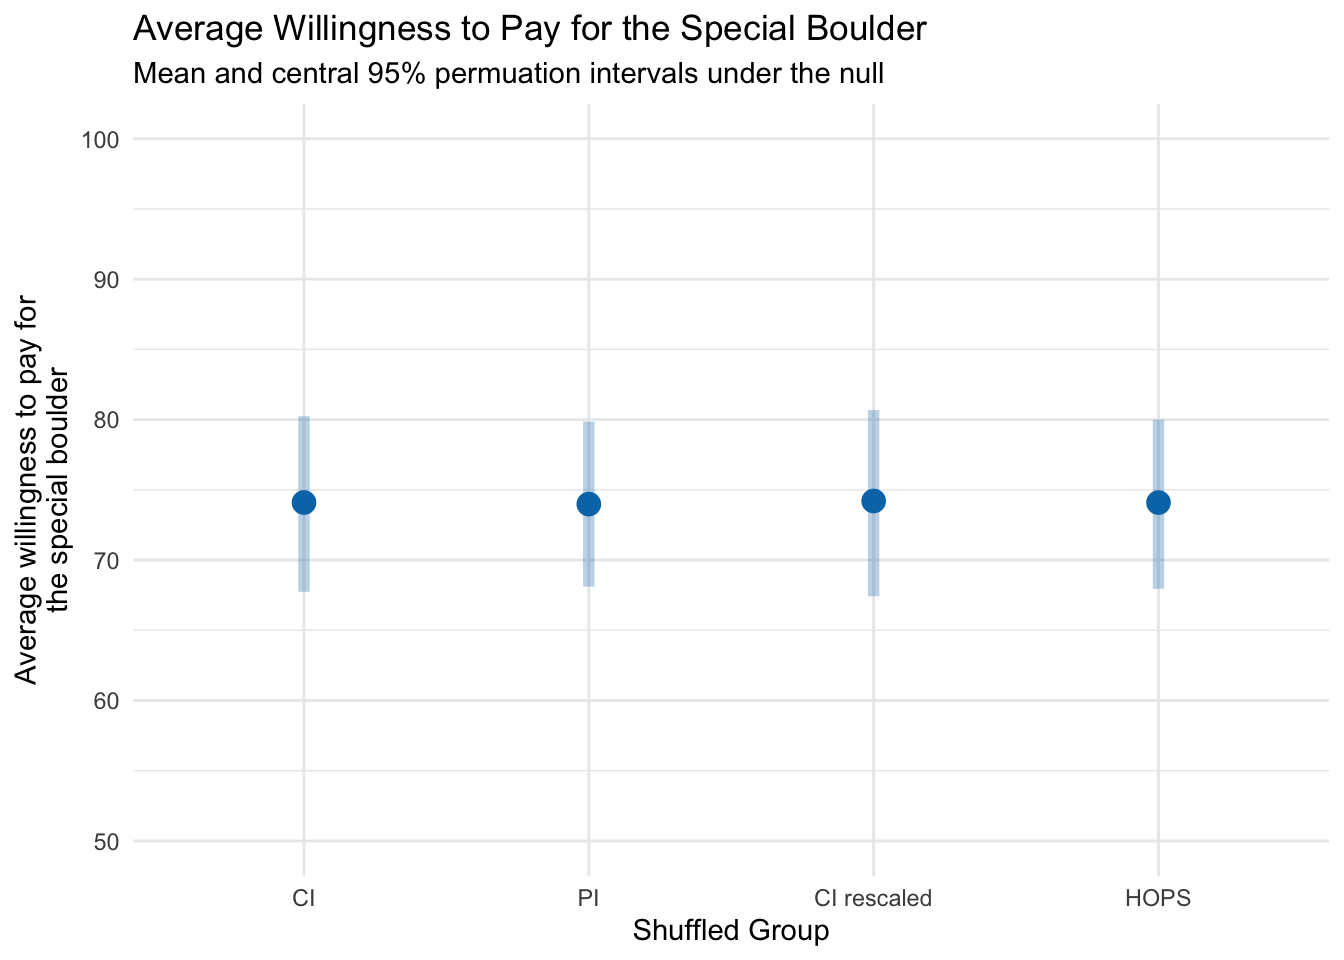 Average Willingness to Pay for the Special Boulder
Mean and central 95% permuation intervals under the null
Average willingness to pay for
the special boulder
100
90
80
70
60
50
CI
PI
CI rescaled
HOPS
Shuffled Group